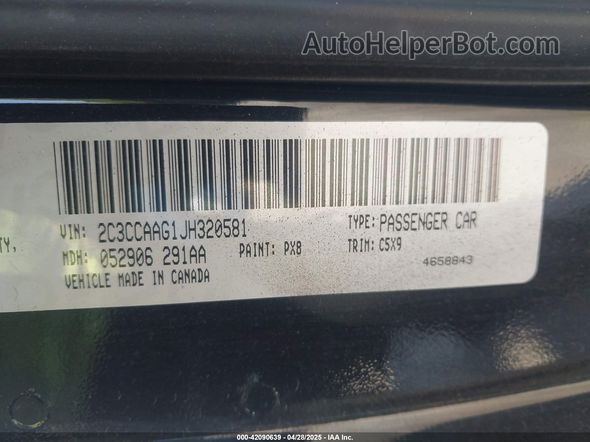 AutoHelperBot.com
VIN: 2C3CCAAG1JH320581 TYPE: PASSENGER CAR
TY,
MDH: 052906 291AA PAINT: PX8 TRIM: C5X9
VEHICLE MADE IN CANADA 4658843
000-42090639 - 04/28/2025 - IAA Inc.